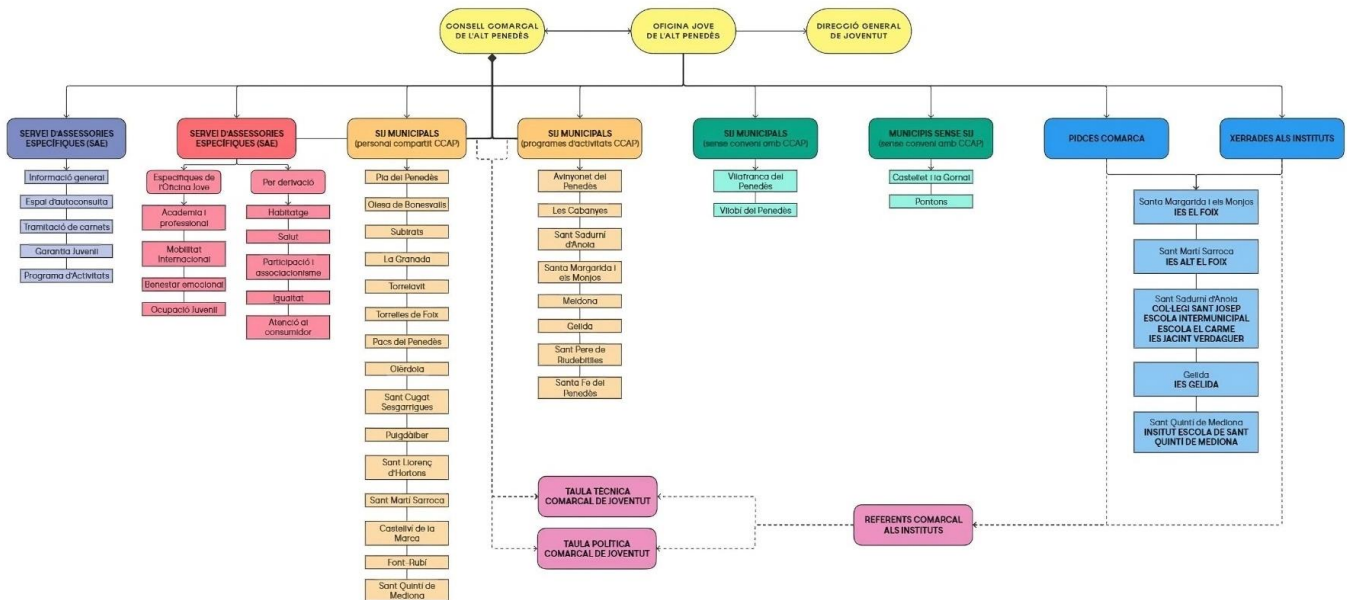 CONSELL COMARCAL
DE L'ALT PENEDÈS
OFICINA JOVE
DE L'ALT PENEDÈS
DIRECCIÓ GENERAL
DE JOVENTUT
SERVEI D'ASSESSORIES
ESPECÍFIQUES (SAE)
Informació general
Espai d'autoconsulta
Tramitació de carnets
Garantia Juvenil
Programa d'Activitats
SERVEI D'ASSESSORIES
ESPECÍFIQUES (SAE)
Específiques de
l'Oficina Jove
Acadèmia i
professional
Mobilitat
Internacional
Benestar emocional
Ocupació Juvenil
Per derivació
Habitatge
Salut
Participació i
associacionisme
Igualtat
Atenció al
consumidor
SIJ MUNICIPALS
(personal compartit CCAP)
Pla del Penedès
Olesa de Bonesvalls
Subirats
La Granada
Torrelavit
Torrelles de Foix
Pacs del Penedès
Olèrdola
Sant Cugat
Sesgarrigues
Puigdàlber
Sant Llorenç
d'Hortons
Sant Martí Sarroca
Castellví de la
Marca
Font-Rubí
Sant Quintí de
Mediona
SIJ MUNICIPALS
(programes d'activitats CCAP)
Avinyonet del
Penedès
Les Cabanyes
Sant Sadurní
d'Anoia
Santa Margarida i
els Monjos
Meidona
Gelida
Sant Pere de
Riudebitlles
Santa Fe del
Penedès
SIJ MUNICIPALS
(sense conveni amb CCAP)
Vilafranca del
Penedès
Vilobí del Penedès
MUNICIPIS SENSE SIJ
(sense conveni amb CCAP)
Castellet i la Gornal
Pontons
PIDCES COMARCA
XERRADES ALS INSTITUTS
Santa Margarida i els Monjos
IES EL FOIX
Sant Martí Sarroca
IES ALT EL FOIX
Sant Sadurní d'Anoia
COL·LEGI SANT JOSEP
ESCOLA INTERMUNICIPAL
ESCOLA EL CARME
IES JACINT VERDAGUER
Gelida
IES GELIDA
Sant Quintí de Mediona
INSITUT ESCOLA DE SANT
QUINTÍ DE MEDIONA
TAULA TÈCNICA
COMARCAL DE JOVENTUT
TAULA POLÍTICA
COMARCAL DE JOVENTUT
REFERENTS COMARCAL
ALS INSTITUTS